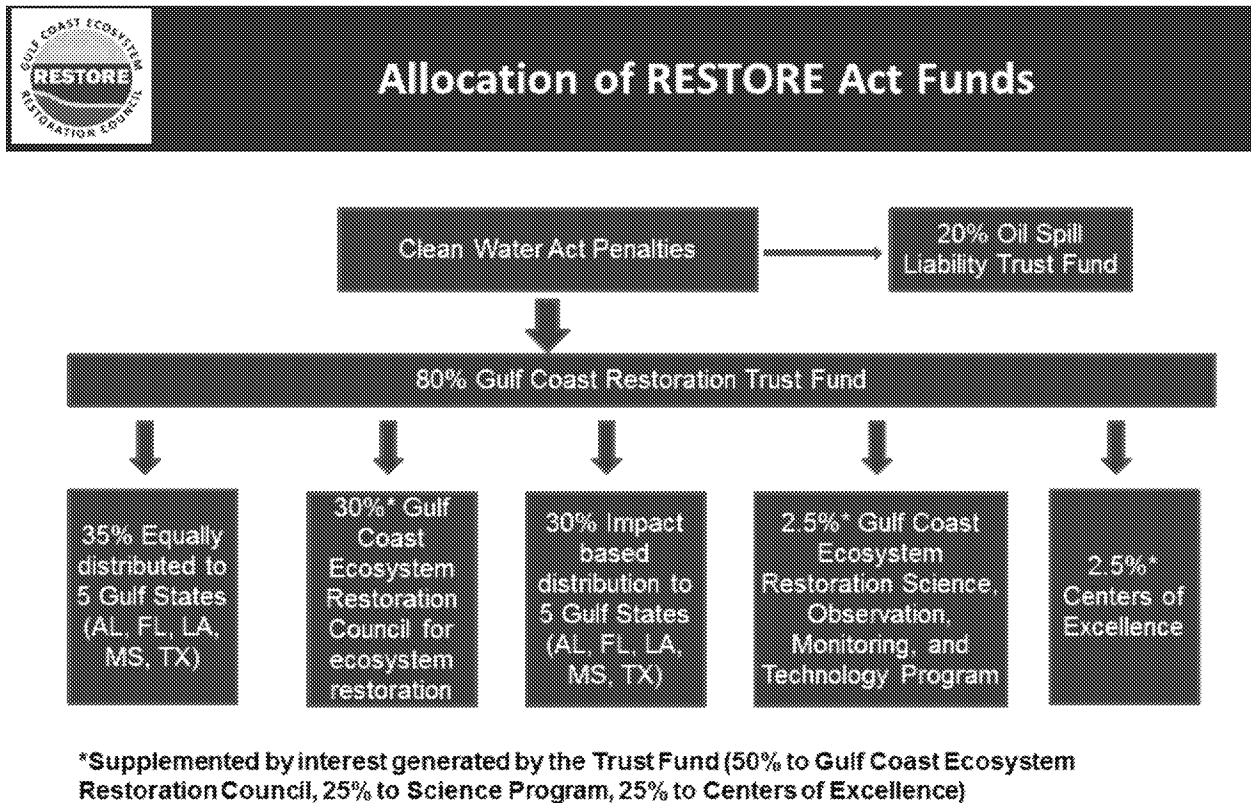 GULF COAST ECOSYSTEM
RESTORE
RESTORATION COUNCIL
Allocation of RESTORE Act Funds
Clean Water Act Penalties
20% Oil Spill
Liability Trust Fund
80% Gulf Coast Restoration Trust Fund
35% Equally
distributed to
5 Gulf States
(AL, FL, LA,
MS, TX)
30%* Gulf
Coast
Ecosystem
Restoration
Council for
ecosystem
restoration
30% Impact
based
distribution to
5 Gulf States
(AL, FL, LA,
MS, TX)
2.5%* Gulf Coast
Ecosystem
Restoration Science,
Observation,
Monitoring, and
Technology Program
2.5%*
Centers of
Excellence
*Supplemented by interest generated by the Trust Fund (50% to Gulf Coast Ecosystem
Restoration Council, 25% to Science Program, 25% to Centers of Excellence)